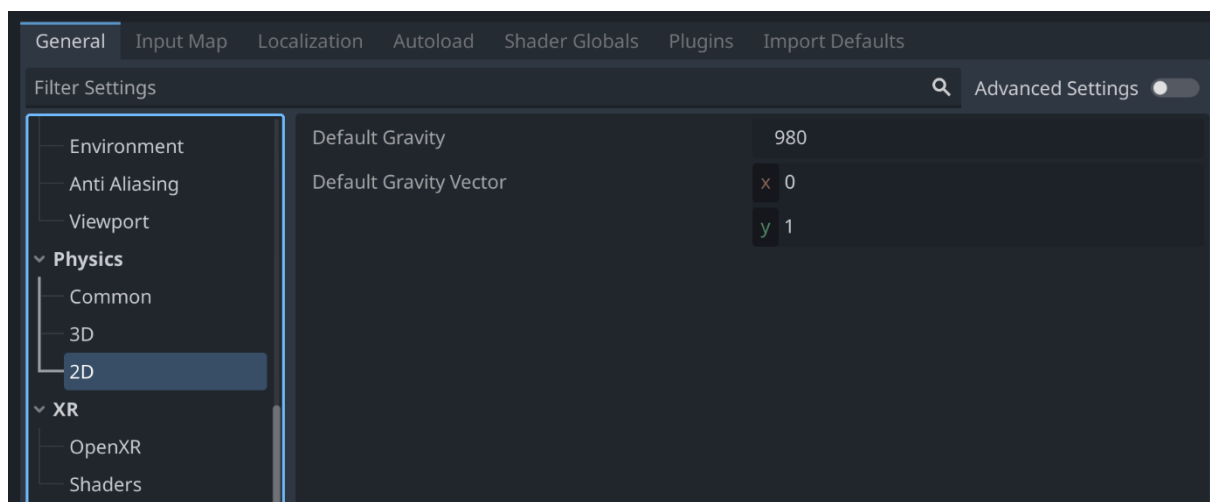 General Input Map Localization Autoload Shader Globals Plugins Import Defaults
Filter Settings Advanced Settings
Environment
Anti Aliasing
Viewport
Physics
Common
3D
2D
XR
OpenXR
Shaders
Default Gravity 980
Default Gravity Vector x 0
y 1